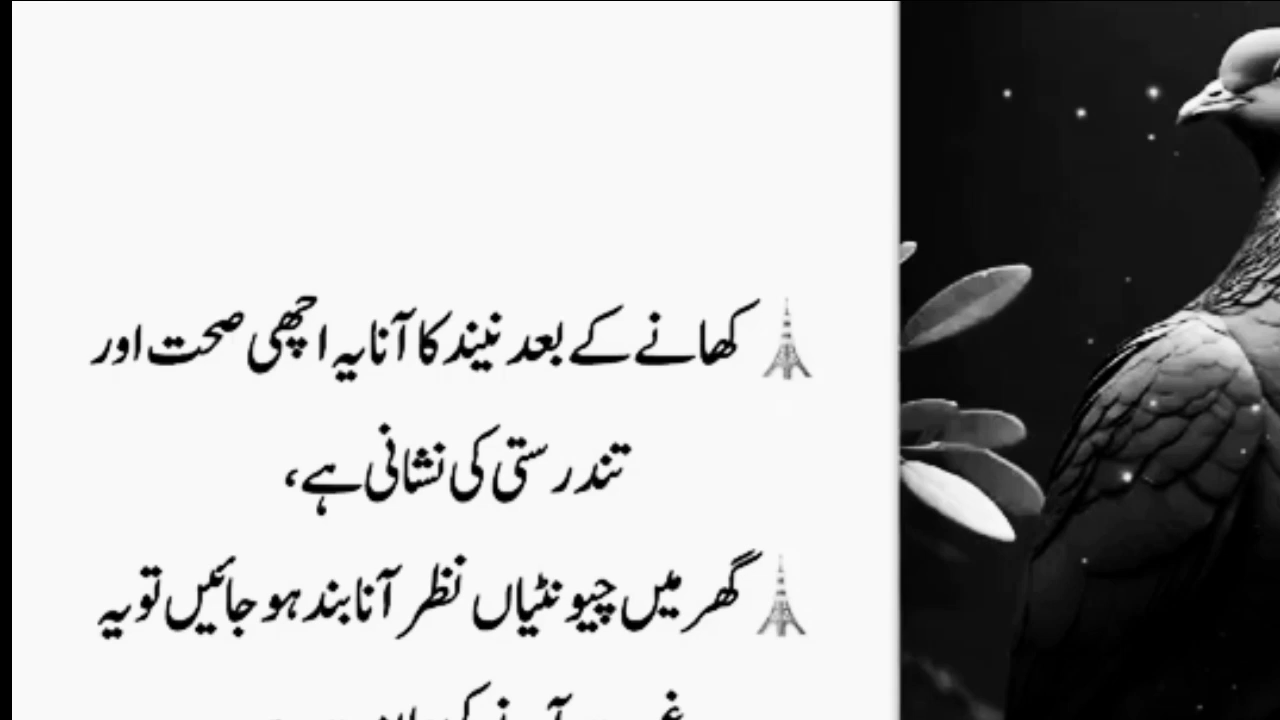 کھانے کے بعد نیند کا آنا یہ اچھی صحت اور
تندرستی کی نشانی ہے،
گھر میں چیونٹیاں نظر آنا بند ہو جائیں تو یہ